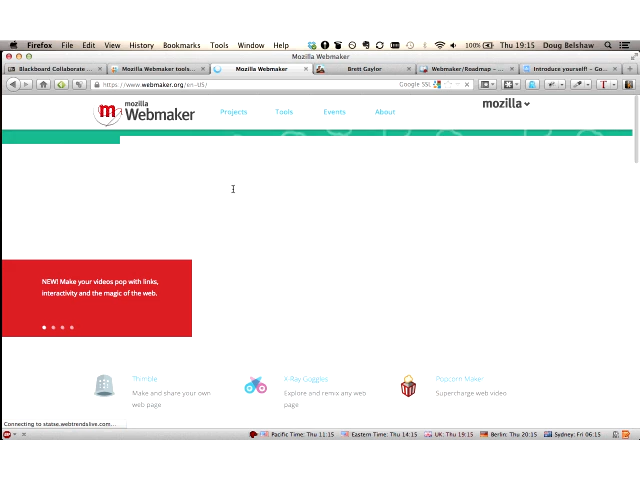 Firefox File Edit View History Bookmarks Tools Window Help 100% Thu 19:15 Doug Belshaw
Mozilla Webmaker
Blackboard Collaborate ... Mozilla Webmaker tools... Mozilla Webmaker Brett Gaylor Webmaker/Roadmap – ... Introduce yourself! – Go...
https://www.webmaker.org/en-US/ Google SSL
m mozilla Webmaker Projects Tools Events About mozilla
NEW! Make your videos pop with links,
interactivity and the magic of the web.
Thimble X-Ray Goggles Popcorn Maker
Make and share your own Explore and remix any web Supercharge web video
web page page
Connecting to statse.webtrendslive.com...
Pacific Time: Thu 11:15 Eastern Time: Thu 14:15 UK: Thu 19:15 Berlin: Thu 20:15 Sydney: Fri 06:15